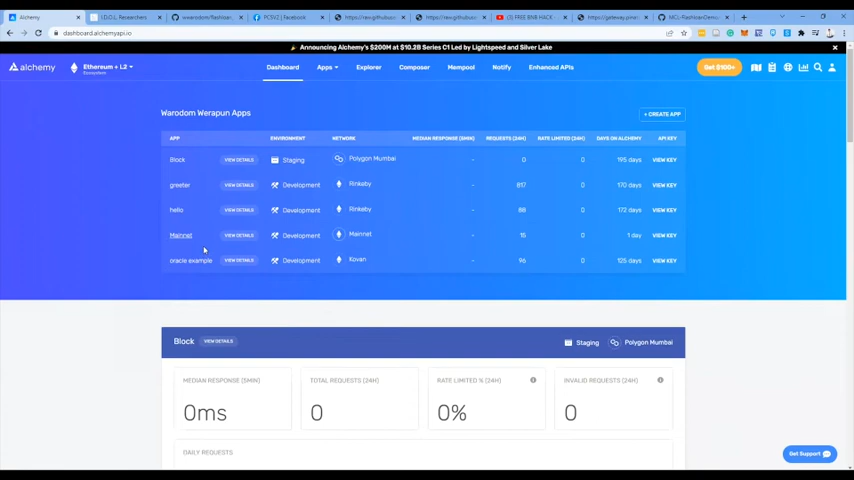 Alchemy
I.D.O.L. Researchers
PCSV2 | Facebook
https://raw.githubusc
https://raw.githubusc
(3) FREE BNB HACK
dashboard.alchemyapi.io
Announcing Alchemy's $200M at $10.2B Series C1 Led by Lightspeed and Silver Lake
alchemy
Ethereum + L2
Ecosystem
Dashboard
Apps
Explorer
Composer
Mempool
Notify
Enhanced APIs
Get $100+
Warodom Werapun Apps
+ CREATE APP
APP ENVIRONMENT NETWORK MEDIAN RESPONSE (5MIN) REQUESTS (24H) RATE LIMITED (24H) DAYS ON ALCHEMY API KEY
Block VIEW DETAILS Staging Polygon Mumbai - 0 0 195 days VIEW KEY
greeter VIEW DETAILS Development Rinkeby - 817 0 170 days VIEW KEY
hello VIEW DETAILS Development Rinkeby - 88 0 172 days VIEW KEY
Mainnet VIEW DETAILS Development Mainnet - 15 0 1 day VIEW KEY
oracle example VIEW DETAILS Development Kovan - 96 0 125 days VIEW KEY
Block VIEW DETAILS
Staging Polygon Mumbai
MEDIAN RESPONSE (5MIN) TOTAL REQUESTS (24H) RATE LIMITED % (24H) INVALID REQUESTS (24H)
0ms 0 0% 0
DAILY REQUESTS
Get Support